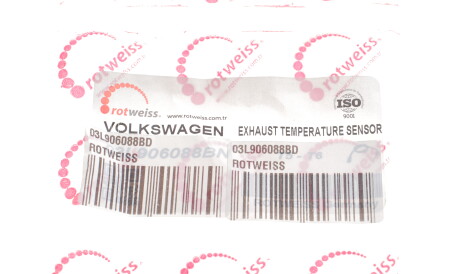 rotweiss
rotweiss
rotweiss
rotweiss™
www.rotweiss.com.tr
ISO
9001
VOLKSWAGEN EXHAUST TEMPERATURE SENSOR
03L906088BD 03L906088BD
ROTWEISS ROTWEISS
rotweiss
rotweiss
rotweiss